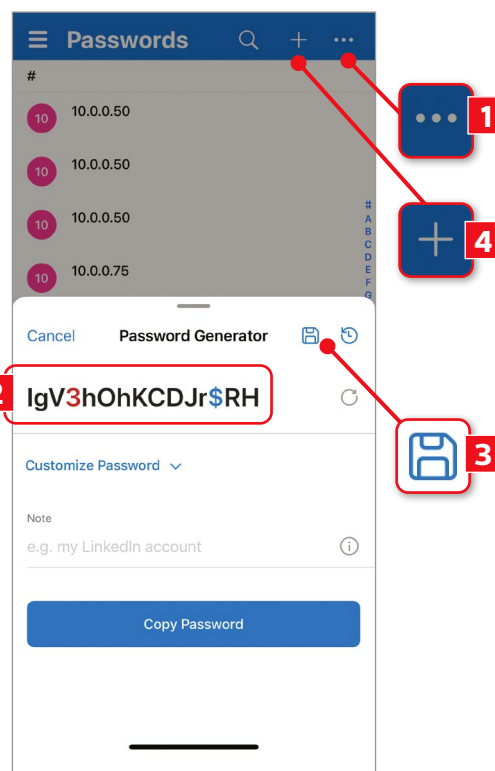 Passwords
#
10 10.0.0.50
10 10.0.0.50
10 10.0.0.50
10 10.0.0.75
#
A
B
C
D
E
F
G
1
4
Cancel Password Generator
2 IgV3hOhKCDJr$RH
3
Customize Password
Note
e.g. my LinkedIn account
Copy Password